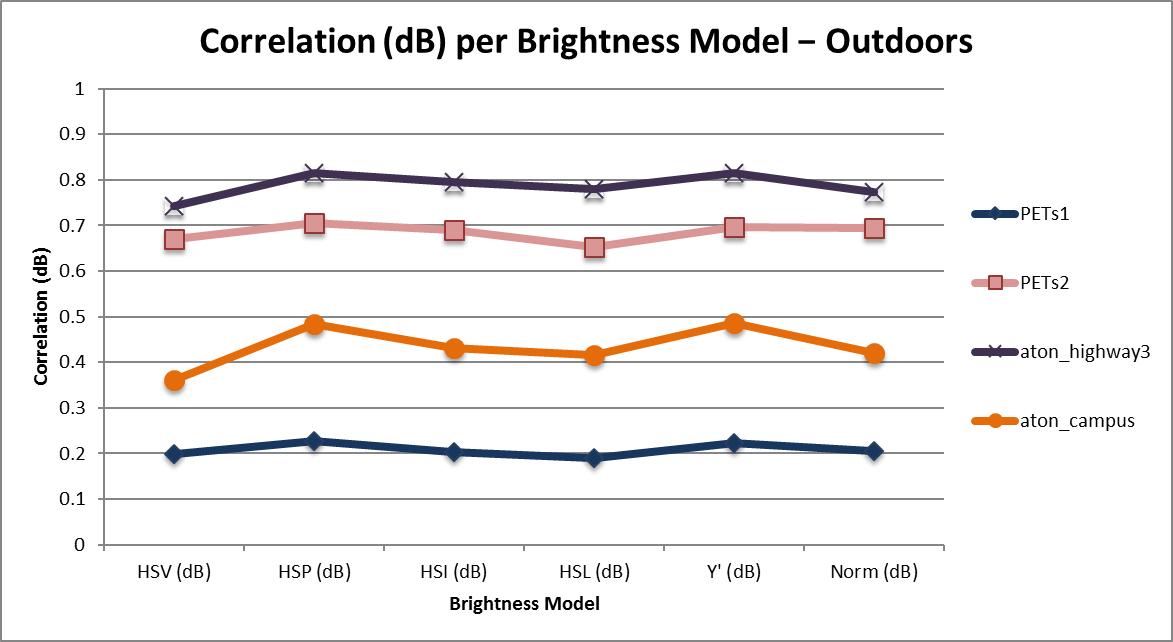 Correlation (dB) per Brightness Model – Outdoors
1
0.9
0.8
0.7
0.6
0.5
0.4
0.3
0.2
0.1
0
Correlation (dB)
HSV (dB)
HSP (dB)
HSI (dB)
HSL (dB)
Y' (dB)
Norm (dB)
Brightness Model
PETs1
PETs2
aton_highway3
aton_campus